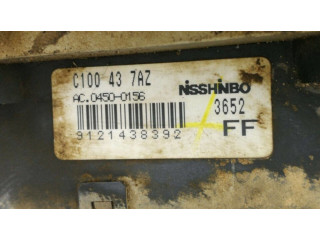 C100 43 7AZ
NISSHINBO
AC.0450-0156
3652
9121438392
FF